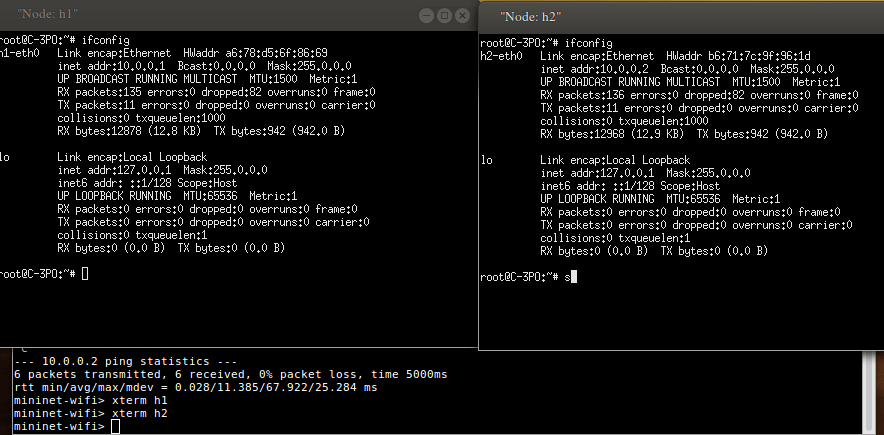 "Node: h1"
root@C-3PO:~# ifconfig
h1-eth0 Link encap:Ethernet HWaddr a6:78:d5:6f:86:69
inet addr:10.0.0.1 Bcast:0.0.0.0 Mask:255.0.0.0
UP BROADCAST RUNNING MULTICAST MTU:1500 Metric:1
RX packets:135 errors:0 dropped:82 overruns:0 frame:0
TX packets:11 errors:0 dropped:0 overruns:0 carrier:0
collisions:0 txqueuelen:1000
RX bytes:12878 (12.8 KB) TX bytes:942 (942.0 B)
lo Link encap:Local Loopback
inet addr:127.0.0.1 Mask:255.0.0.0
inet6 addr: ::1/128 Scope:Host
UP LOOPBACK RUNNING MTU:65536 Metric:1
RX packets:0 errors:0 dropped:0 overruns:0 frame:0
TX packets:0 errors:0 dropped:0 overruns:0 carrier:0
collisions:0 txqueuelen:1
RX bytes:0 (0.0 B) TX bytes:0 (0.0 B)
root@C-3PO:~#
"Node: h2"
root@C-3PO:~# ifconfig
h2-eth0 Link encap:Ethernet HWaddr b6:71:7c:9f:96:1d
inet addr:10.0.0.2 Bcast:0.0.0.0 Mask:255.0.0.0
UP BROADCAST RUNNING MULTICAST MTU:1500 Metric:1
RX packets:136 errors:0 dropped:82 overruns:0 frame:0
TX packets:11 errors:0 dropped:0 overruns:0 carrier:0
collisions:0 txqueuelen:1000
RX bytes:12968 (12.9 KB) TX bytes:942 (942.0 B)
lo Link encap:Local Loopback
inet addr:127.0.0.1 Mask:255.0.0.0
inet6 addr: ::1/128 Scope:Host
UP LOOPBACK RUNNING MTU:65536 Metric:1
RX packets:0 errors:0 dropped:0 overruns:0 frame:0
TX packets:0 errors:0 dropped:0 overruns:0 carrier:0
collisions:0 txqueuelen:1
RX bytes:0 (0.0 B) TX bytes:0 (0.0 B)
root@C-3PO:~# s
--- 10.0.0.2 ping statistics ---
6 packets transmitted, 6 received, 0% packet loss, time 5000ms
rtt min/avg/max/mdev = 0.028/11.385/67.922/25.284 ms
mininet-wifi> xterm h1
mininet-wifi> xterm h2
mininet-wifi>